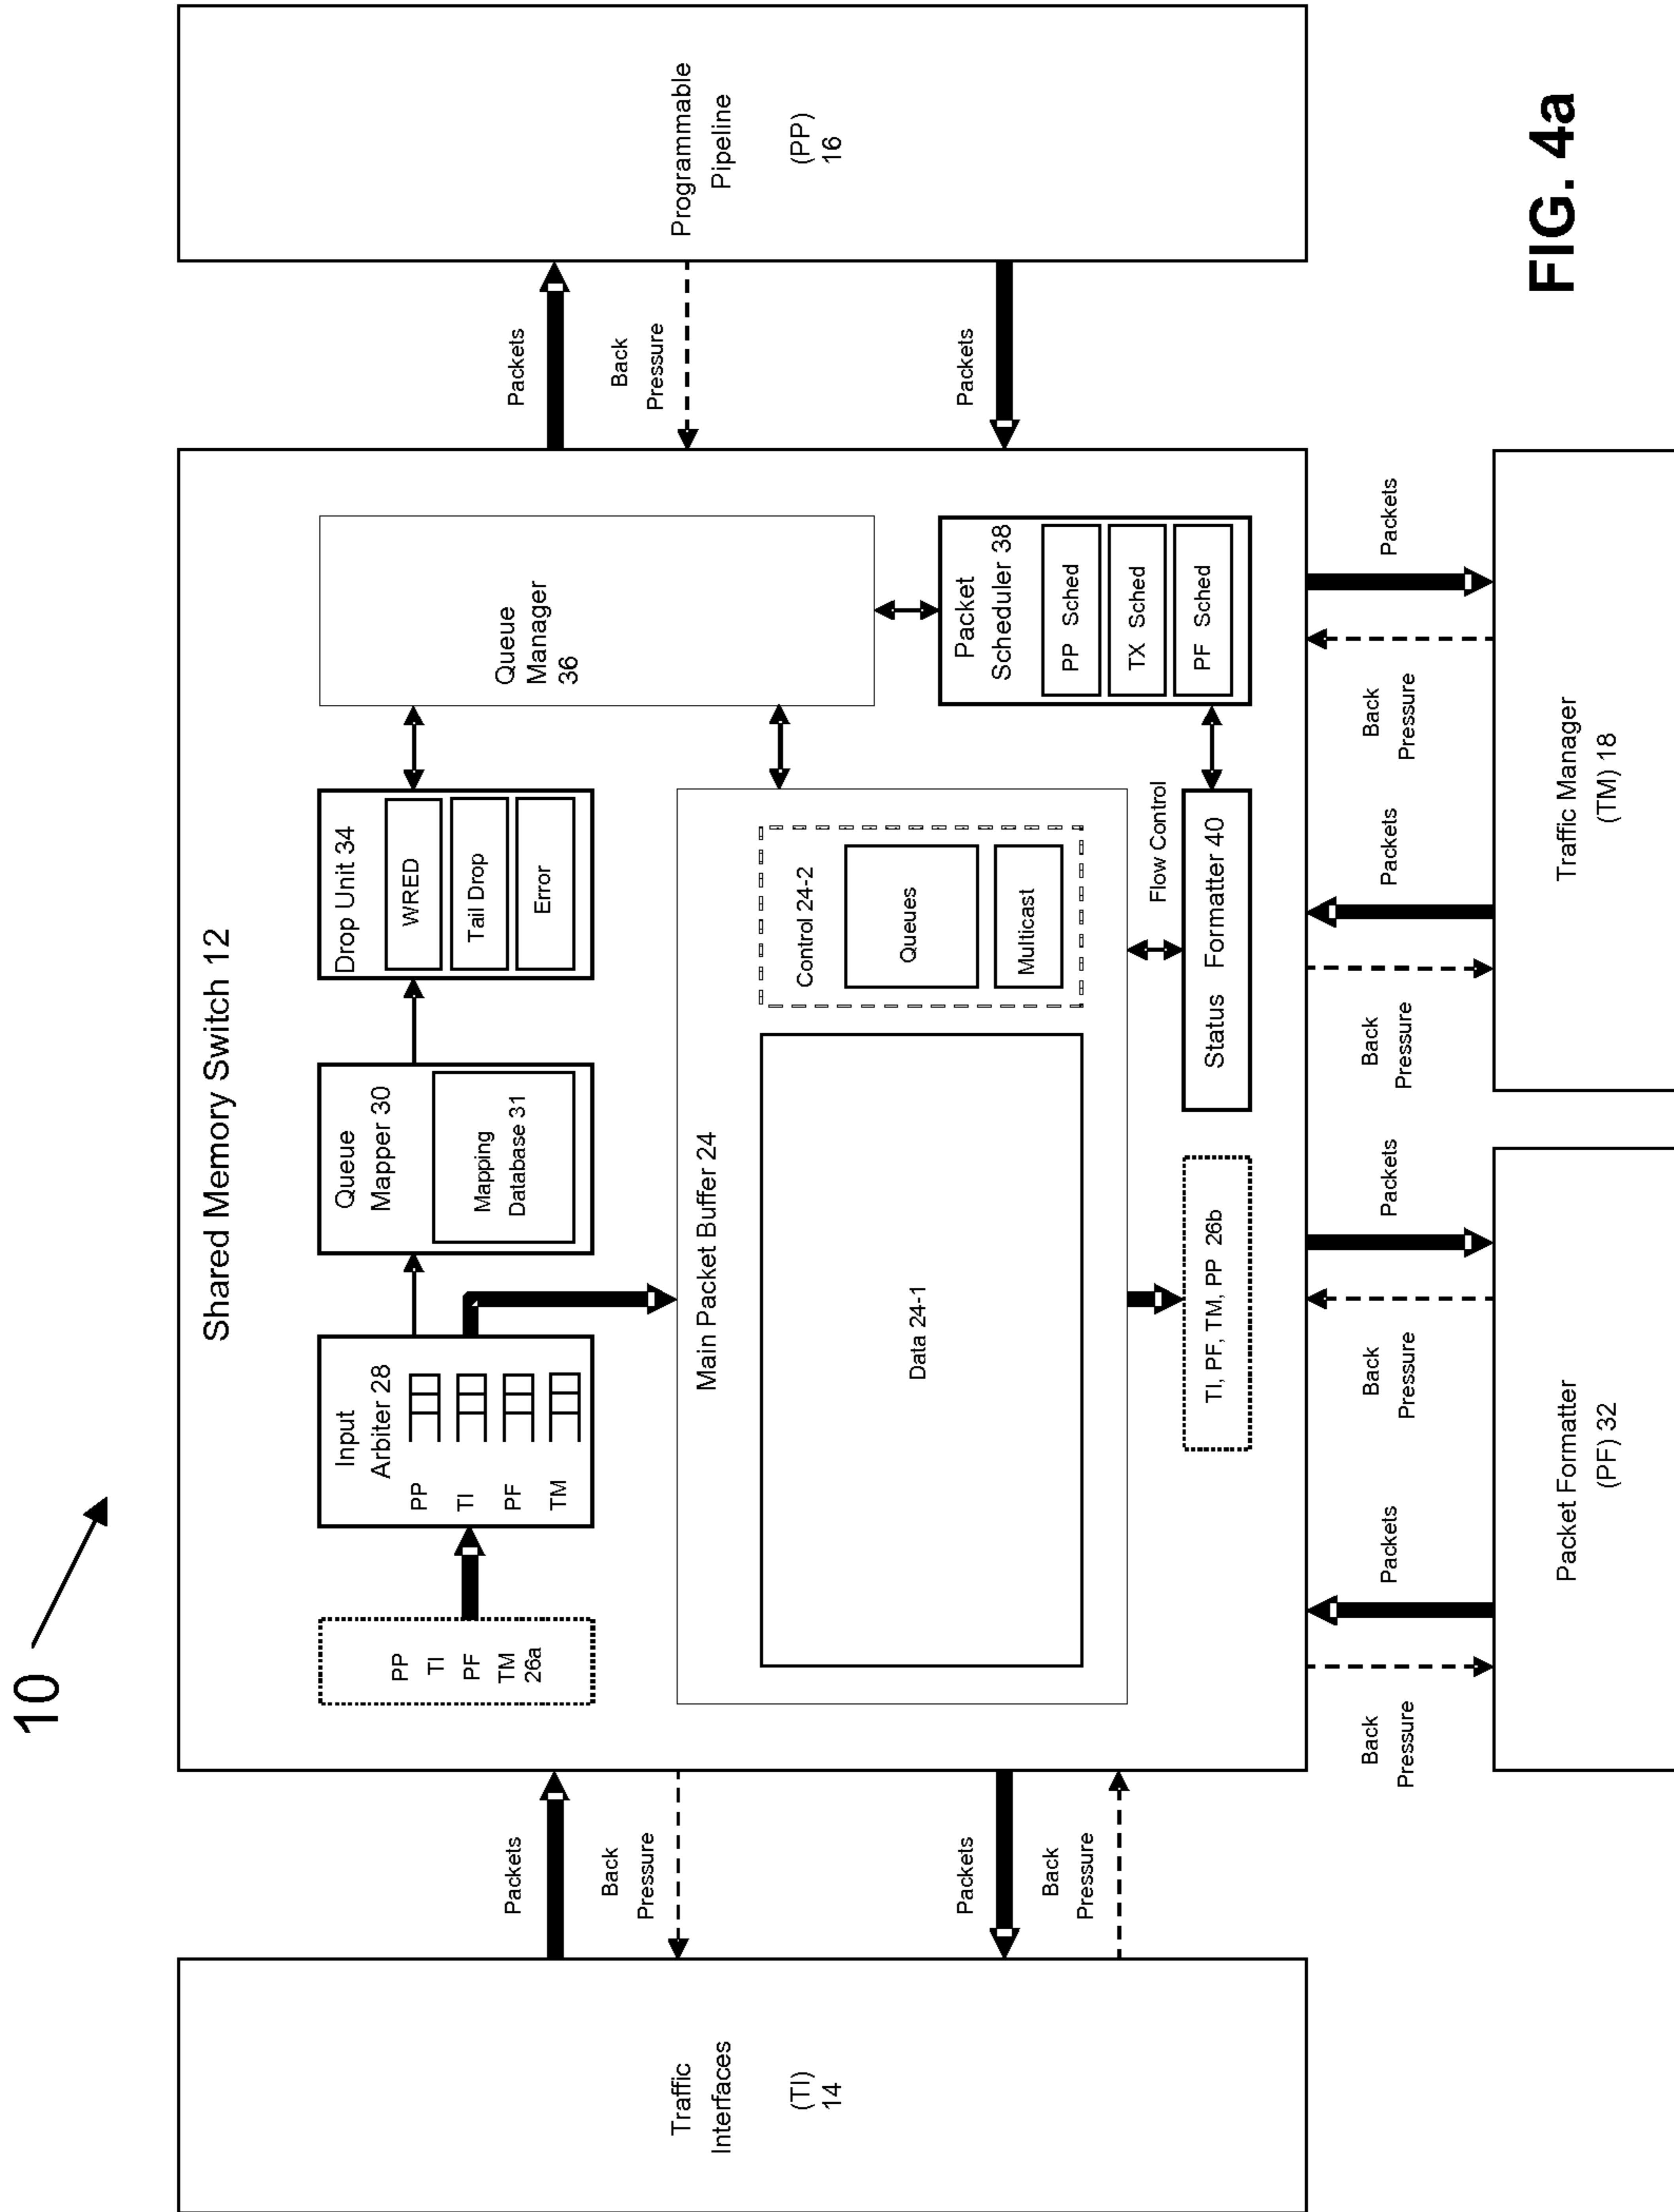 10
Shared Memory Switch 12
Traffic
Interfaces
(TI)
14
Packets
Back
Pressure
Packets
Back
Pressure
PP
TI
PF
TM
26a
Input
Arbiter 28
PP
TI
PF
TM
Queue
Mapper 30
Mapping
Database 31
Drop Unit 34
WRED
Tail Drop
Error
Queue
Manager
36
Main Packet Buffer 24
Data 24-1
Control 24-2
Queues
Multicast
Packet
Scheduler 38
PP Sched
TX Sched
PF Sched
Flow Control
TI, PF, TM, PP 26b
Status Formatter 40
Packets
Back
Pressure
Packets
Programmable
Pipeline
(PP)
16
Back
Pressure
Packets
Back
Pressure
Packets
Back
Pressure
Packets
Back
Pressure
Packets
Packet Formatter
(PF) 32
Traffic Manager
(TM) 18
FIG. 4a